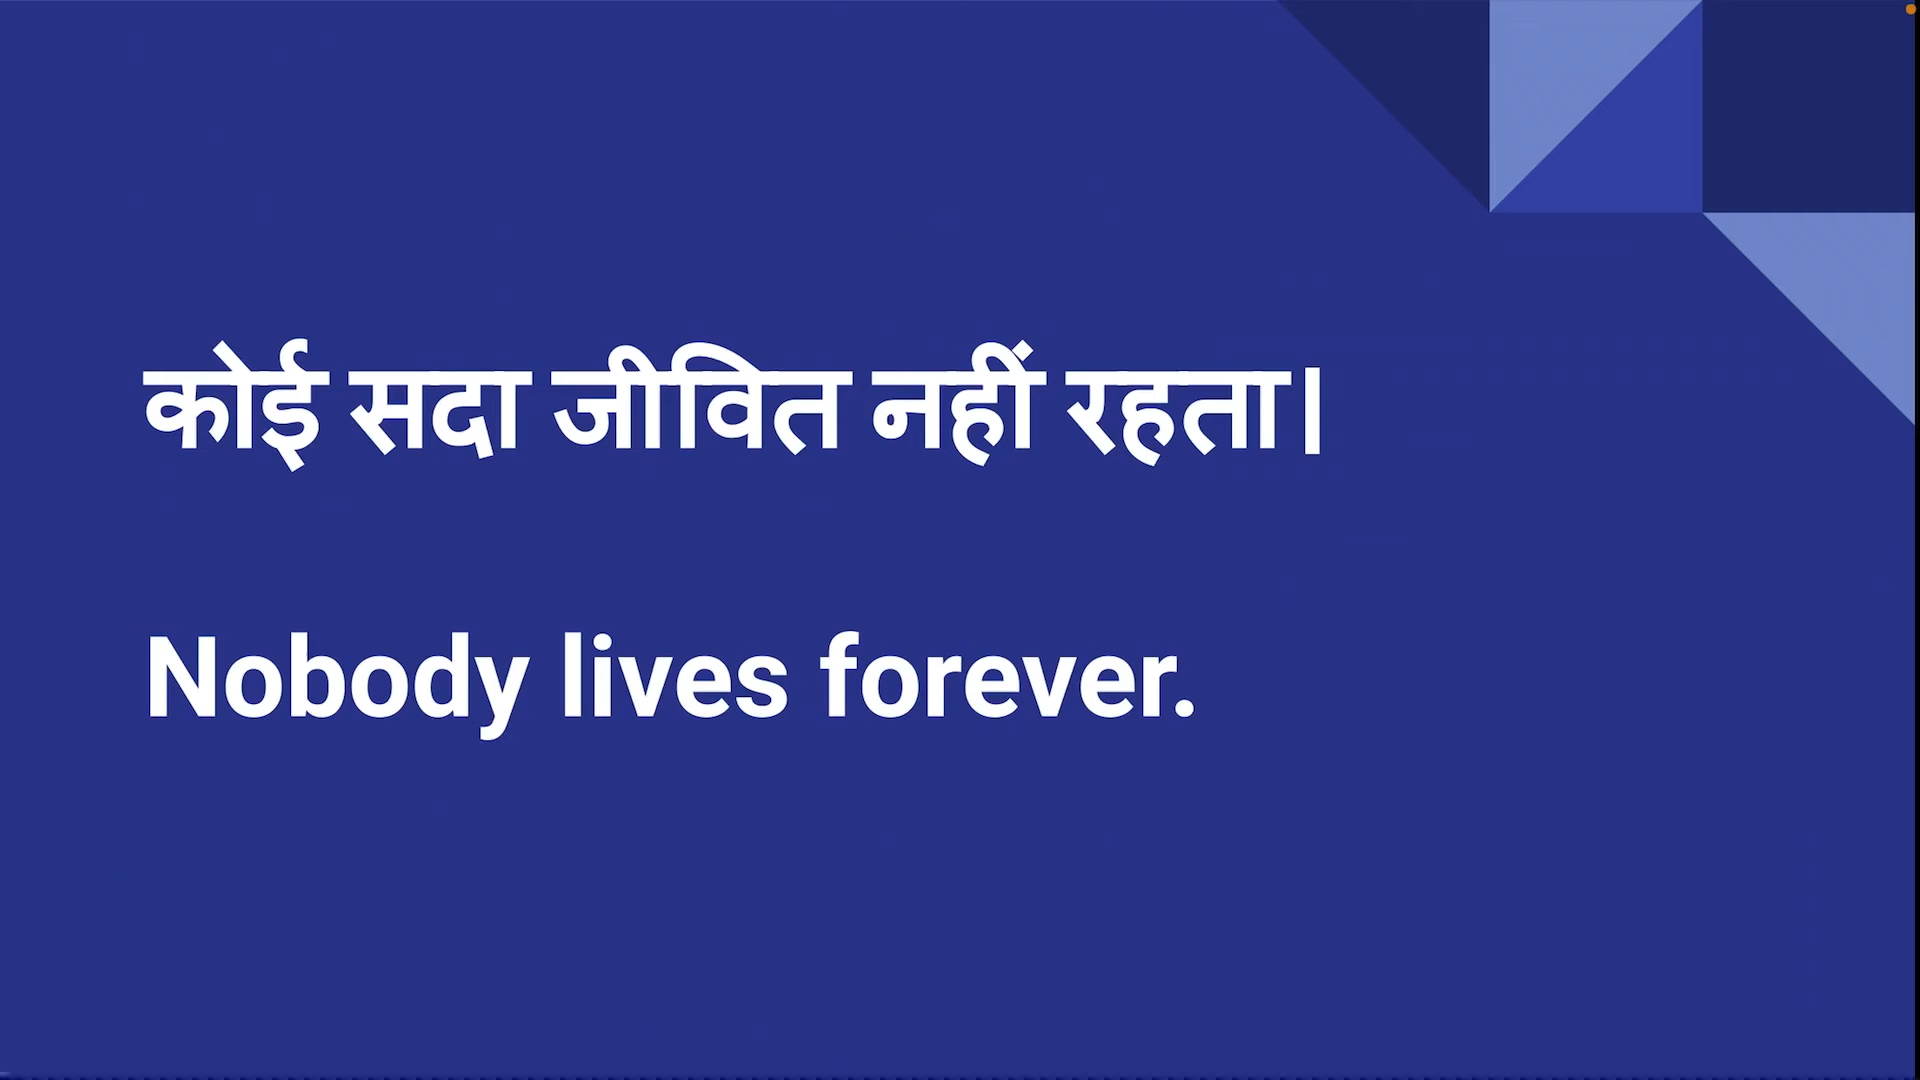 कोई सदा जीवित नहीं रहता।
Nobody lives forever.